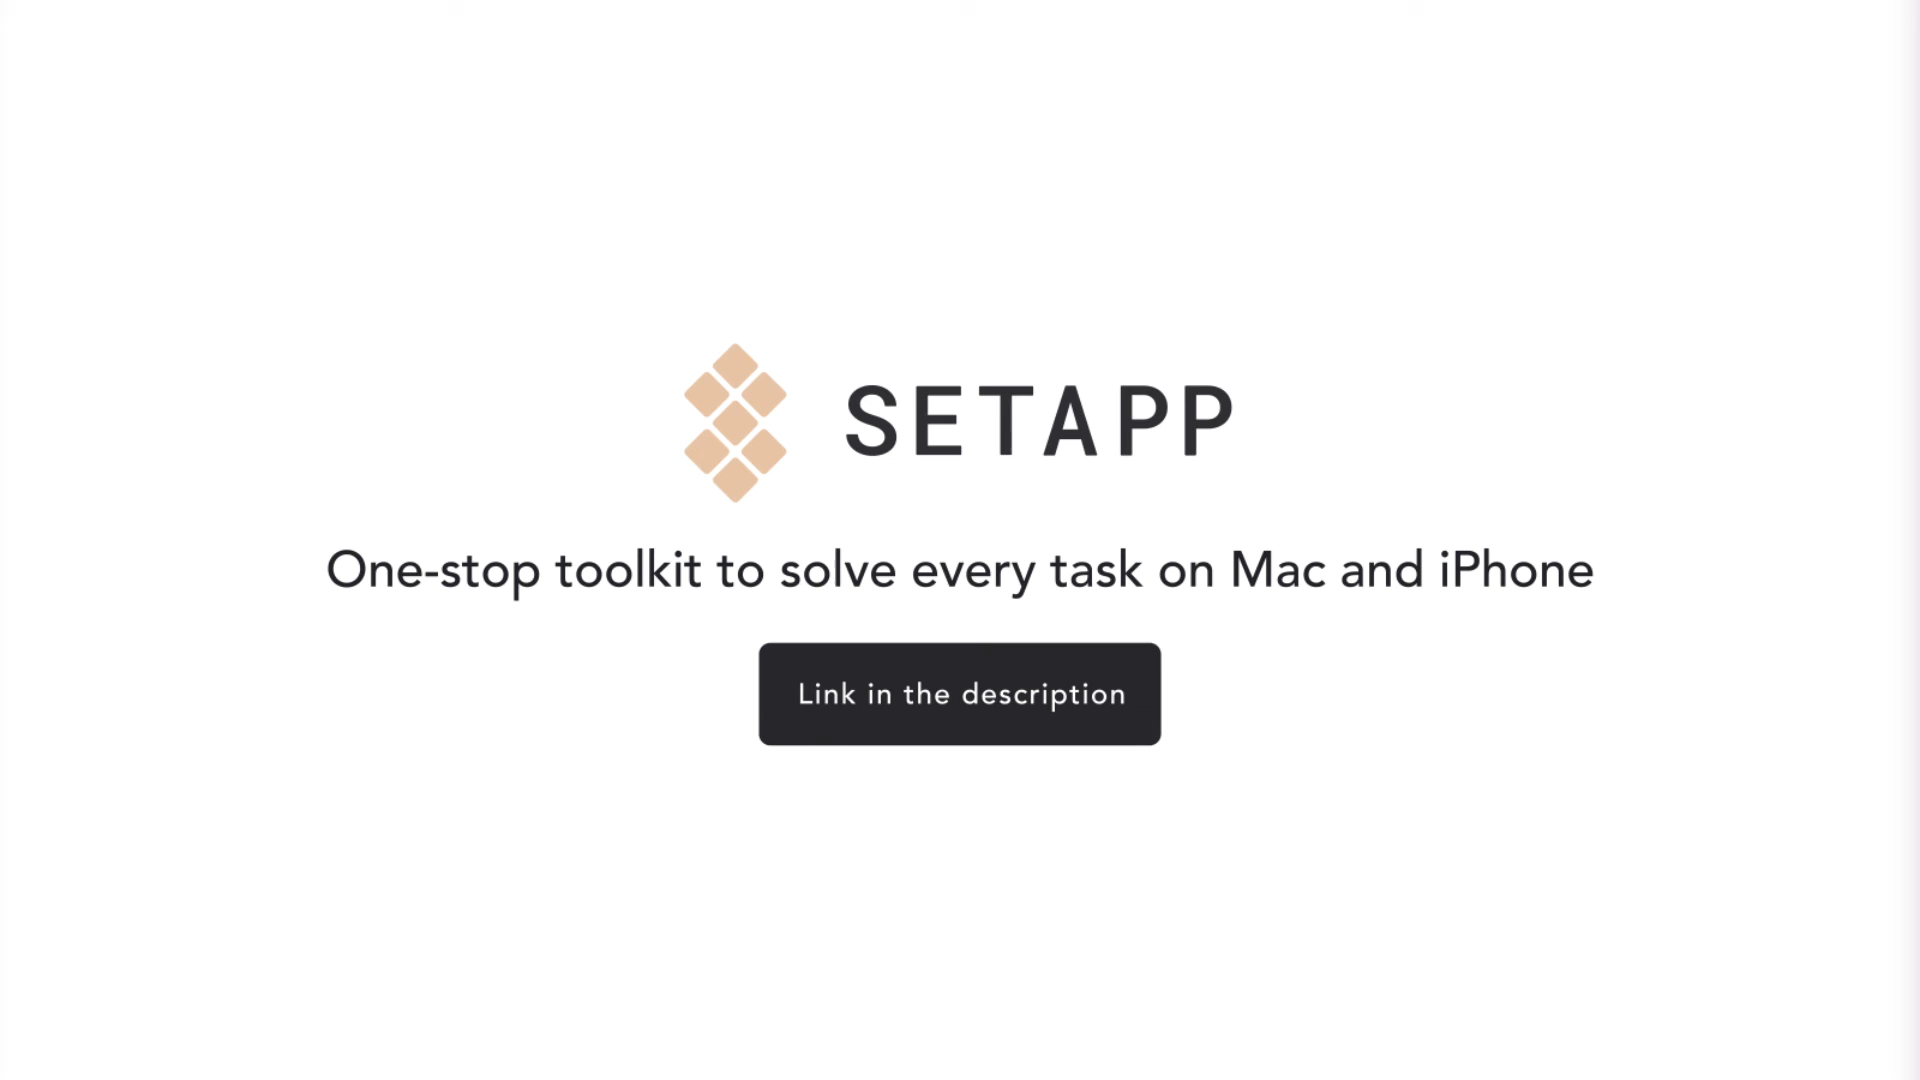 SETAPP
One-stop toolkit to solve every task on Mac and iPhone
Link in the description